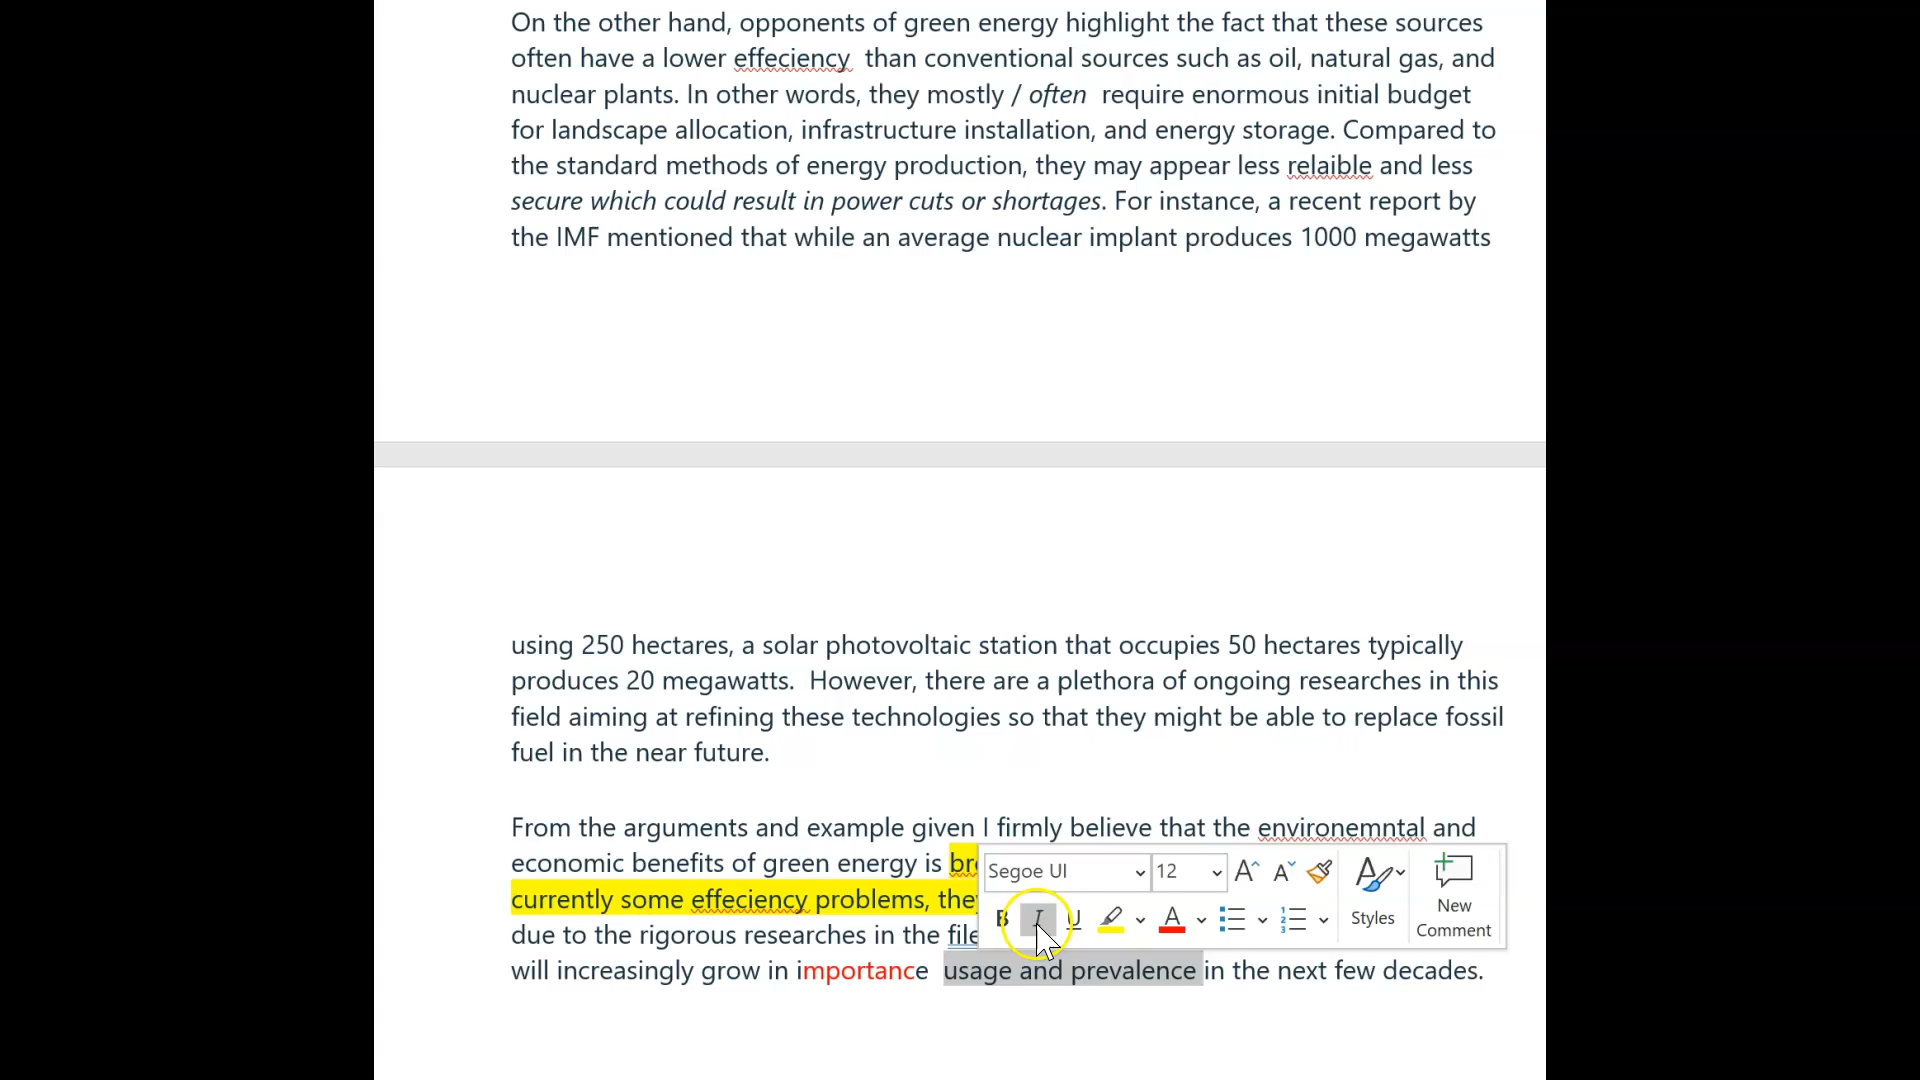 On the other hand, opponents of green energy highlight the fact that these sources
often have a lower effeciency than conventional sources such as oil, natural gas, and
nuclear plants. In other words, they mostly / often require enormous initial budget
for landscape allocation, infrastructure installation, and energy storage. Compared to
the standard methods of energy production, they may appear less relaible and less
secure which could result in power cuts or shortages. For instance, a recent report by
the IMF mentioned that while an average nuclear implant produces 1000 megawatts
using 250 hectares, a solar photovoltaic station that occupies 50 hectares typically
produces 20 megawatts. However, there are a plethora of ongoing researches in this
field aiming at refining these technologies so that they might be able to replace fossil
fuel in the near future.
From the arguments and example given I firmly believe that the environemntal and
economic benefits of green energy is
currently some effeciency problems,
due to the rigorous researches in the
will increasingly grow in importance usage and prevalence in the next few decades.
Segoe UI 12
B I U A Styles
New
Comment